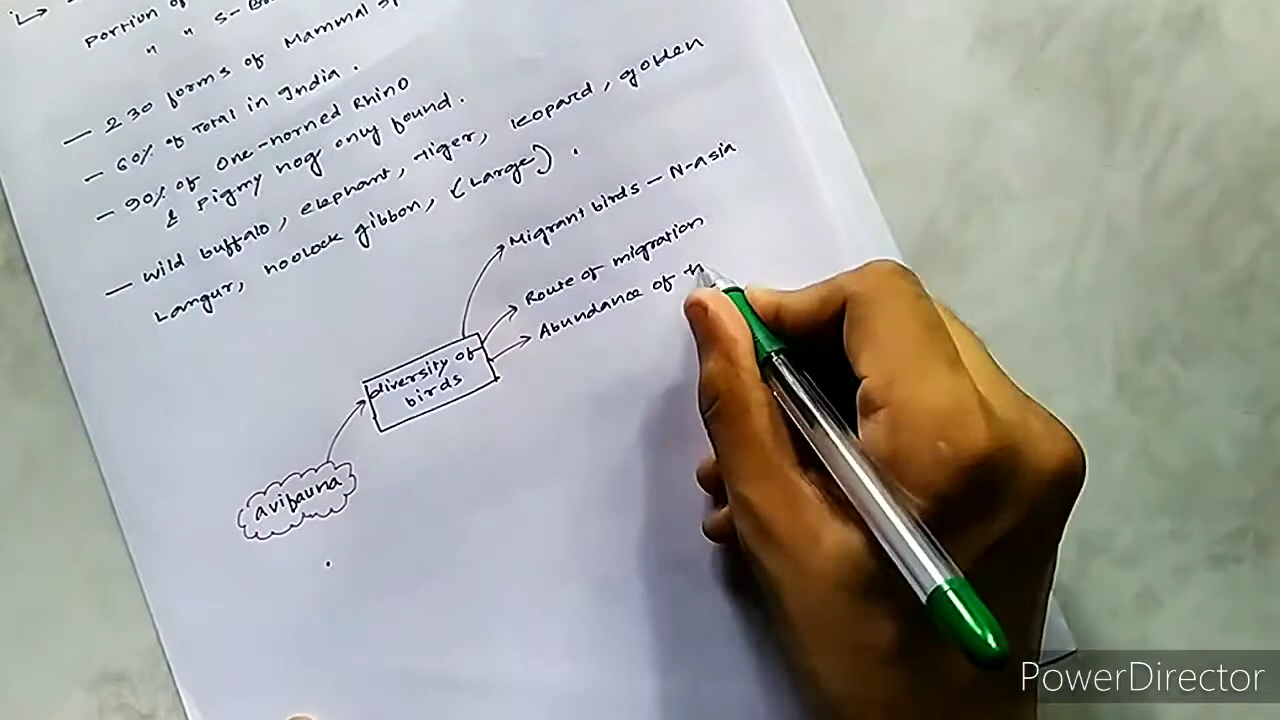 Portion of
" " S-
- 230 forms of Mammal
- 60% of Total in India.
- 90% of One-horned Rhino
& Pigmy hog only found.
- wild buffalo, elephant, tiger, leopard, golden
Langur, hoolock gibbon, (Large).
Migrant birds - N-asia
Route of migration
Abundance of
diversity of
birds
avifauna
PowerDirector